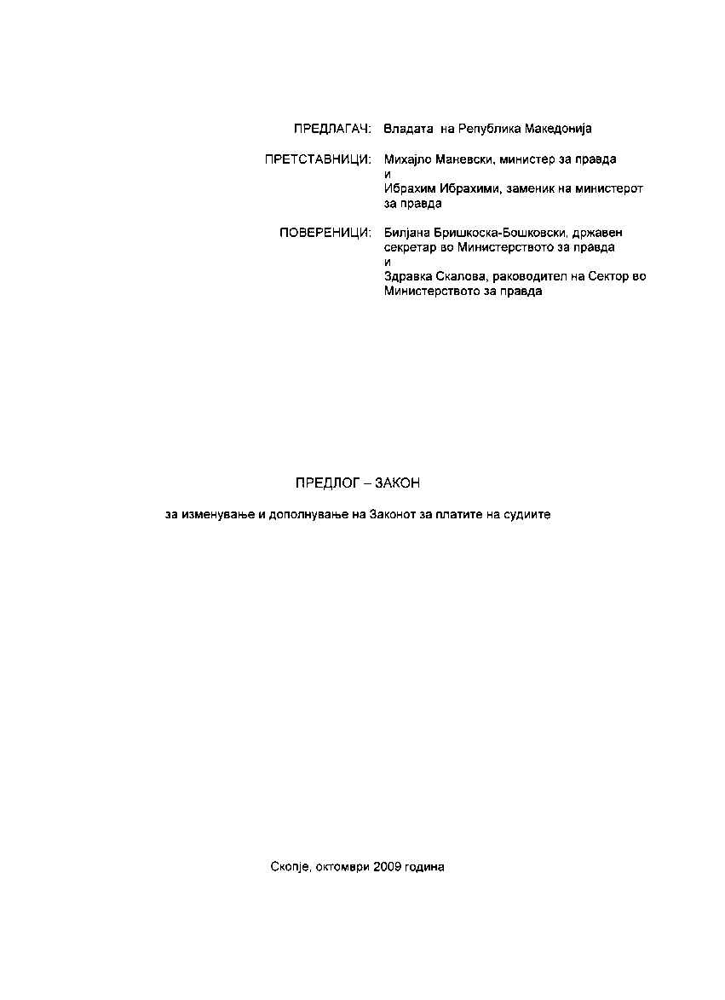 ПРЕДЛАГАЧ: Владата на Република Македонија
ПРЕТСТАВНИЦИ: Михајло Маневски, министер за правда
и
Ибрахим Ибрахими, заменик на министерот
за правда
ПОВЕРЕНИЦИ: Билјана Бришкоска-Бошковски, државен
секретар во Министерството за правда
и
Здравка Скалова, раководител на Сектор во
Министерството за правда
ПРЕДЛОГ – ЗАКОН
за изменување и дополнување на Законот за платите на судиите
Скопје, октомври 2009 година